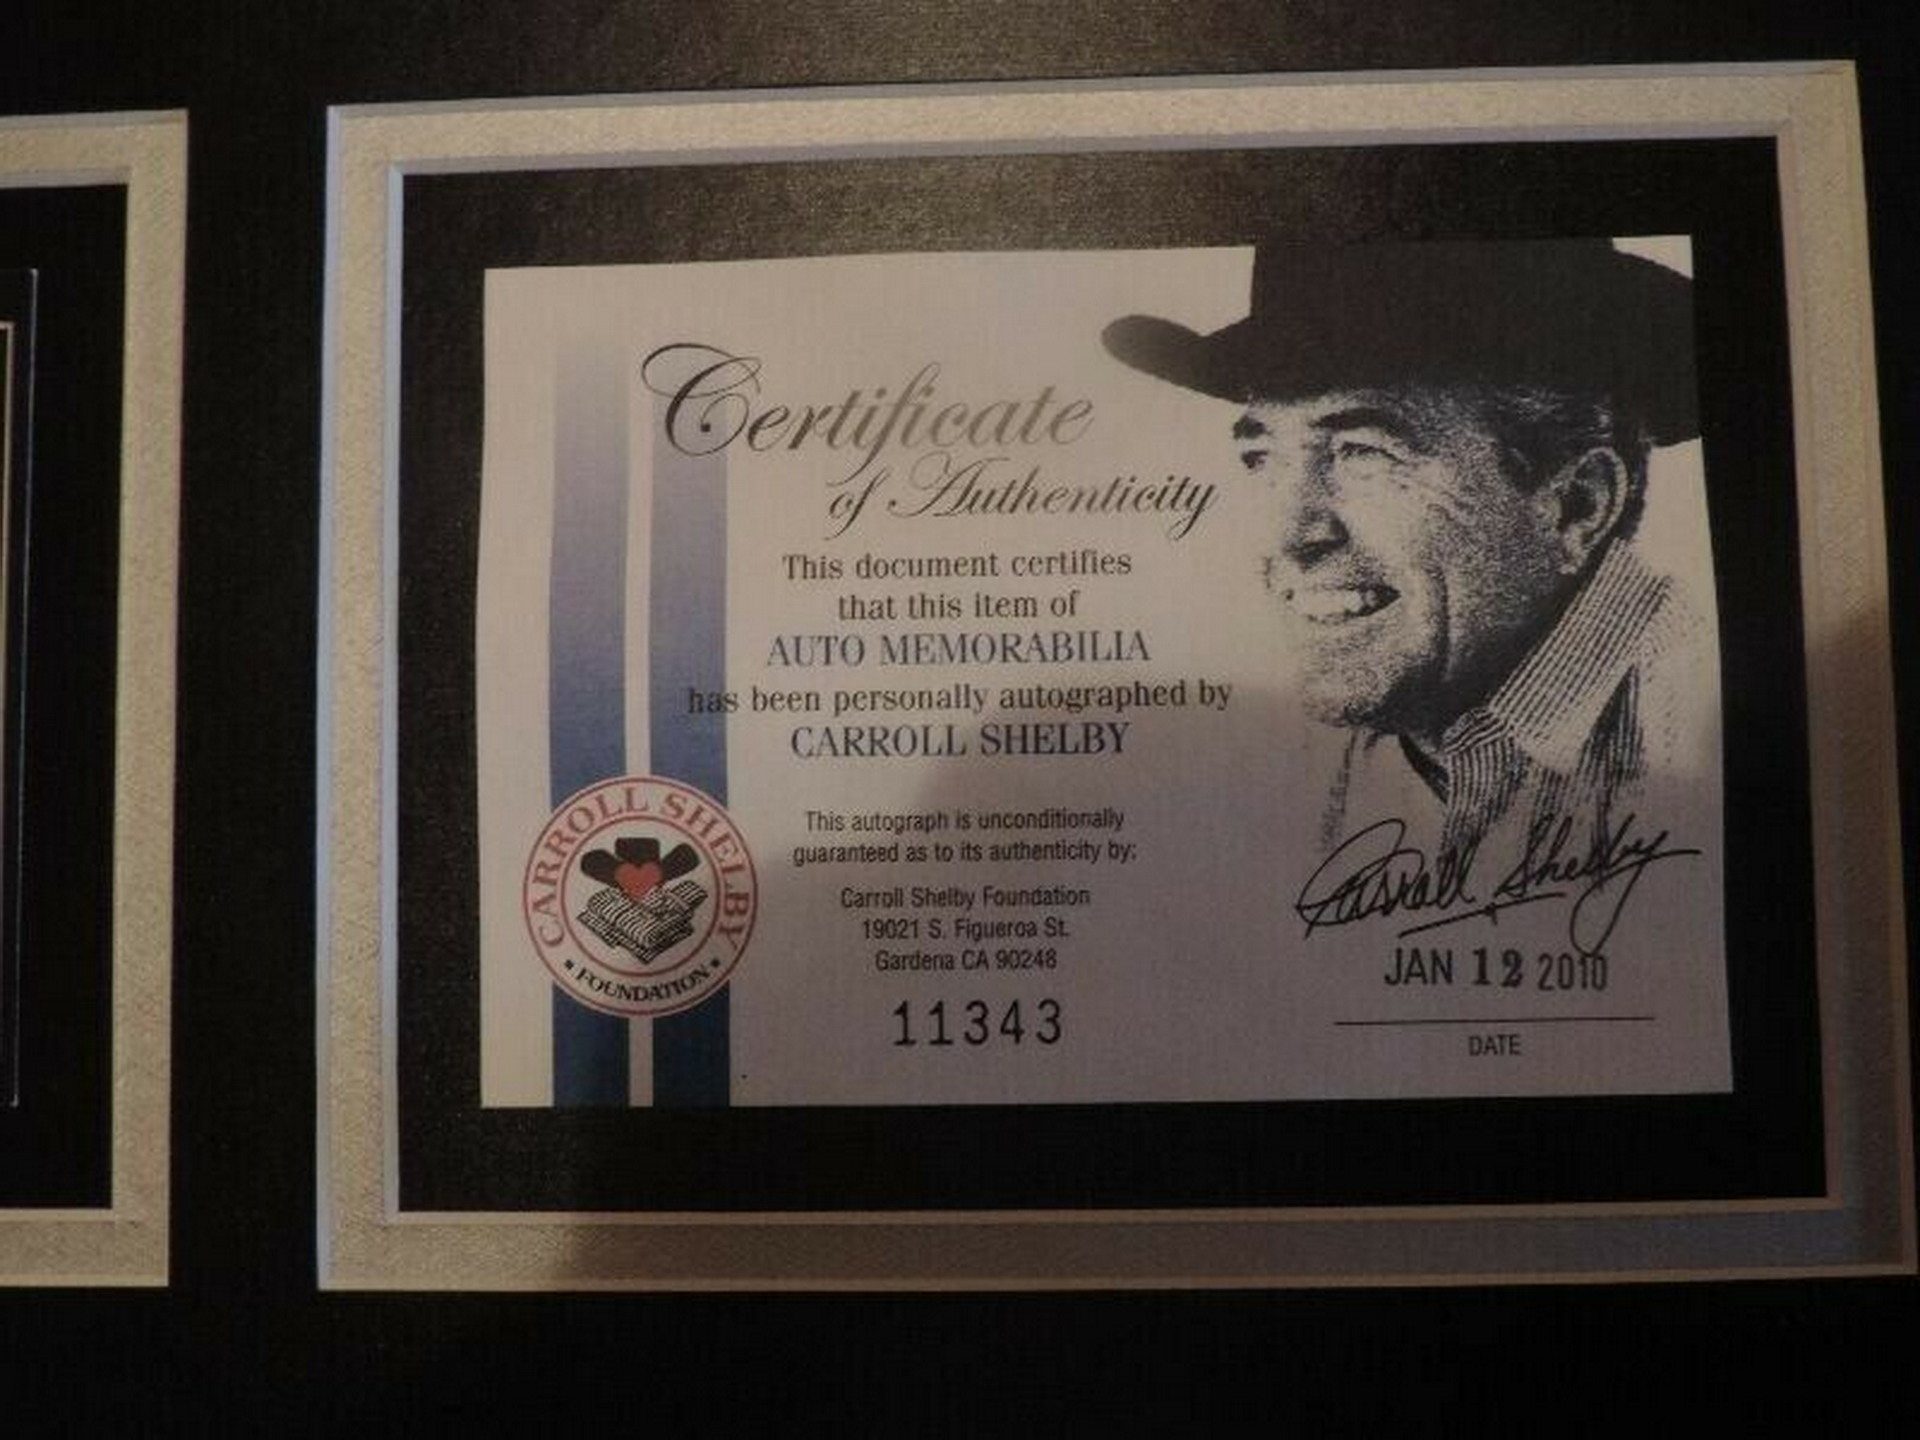 Certificate
of Authenticity
This document certifies
that this item of
AUTO MEMORABILIA
has been personally autographed by
CARROLL SHELBY
This autograph is unconditionally
guaranteed as to its authenticity by:
Carroll Shelby Foundation
19021 S. Figueroa St.
Gardena CA 90248
11343
CARROLL SHELBY
• FOUNDATION •
Carroll Shelby
JAN 12 2010
DATE